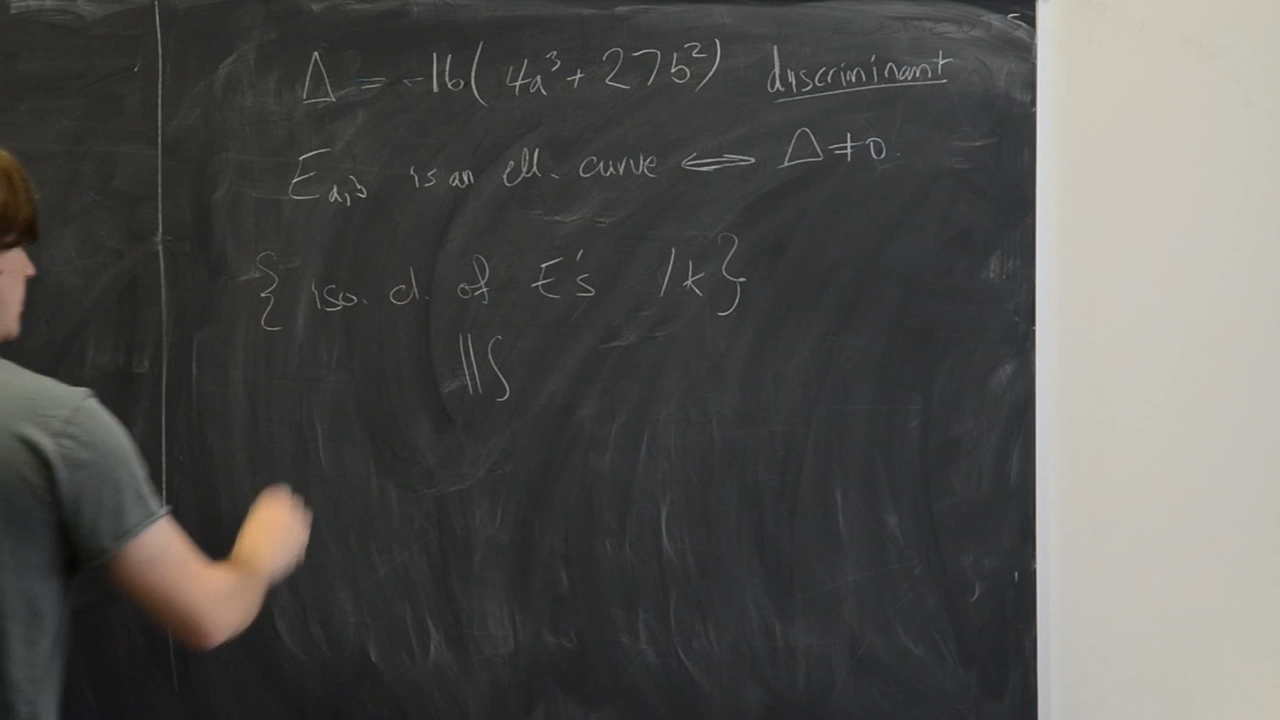 Δ = -16(4a³ + 27b²) discriminant
E_{a,b} is an ell. curve ⟺ Δ ≠ 0.
{ iso. cl. of E's /k }
||∫